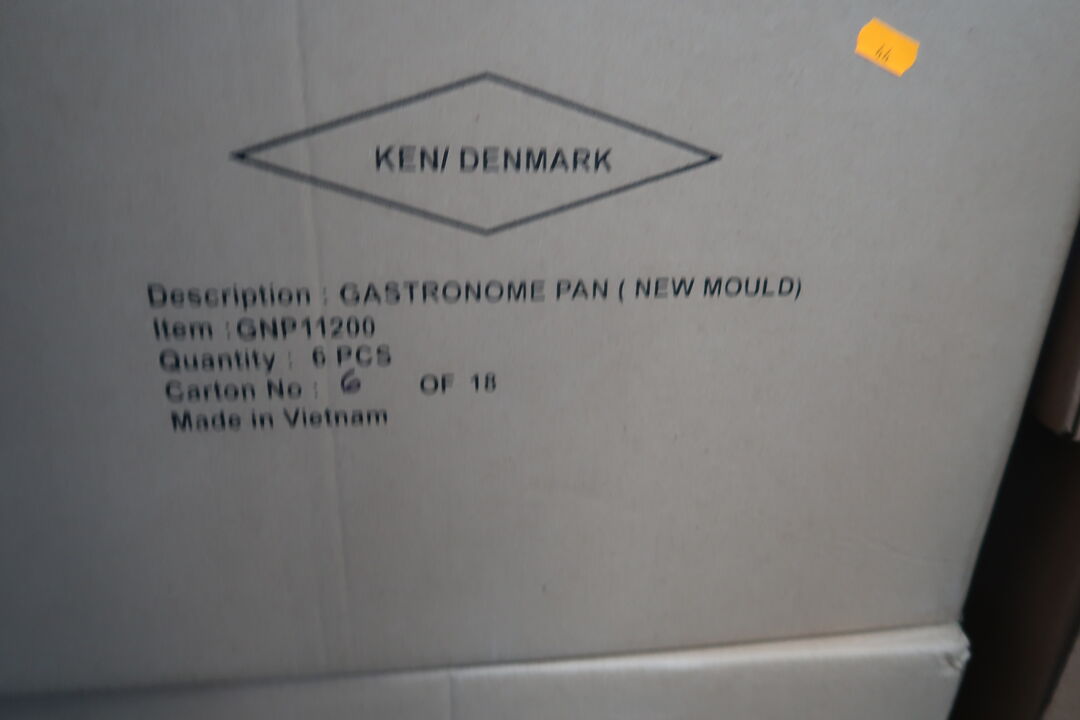 44
KEN/ DENMARK
Description : GASTRONOME PAN ( NEW MOULD)
Item : GNP11200
Quantity : 6 PCS
Carton No : 6 OF 18
Made in Vietnam